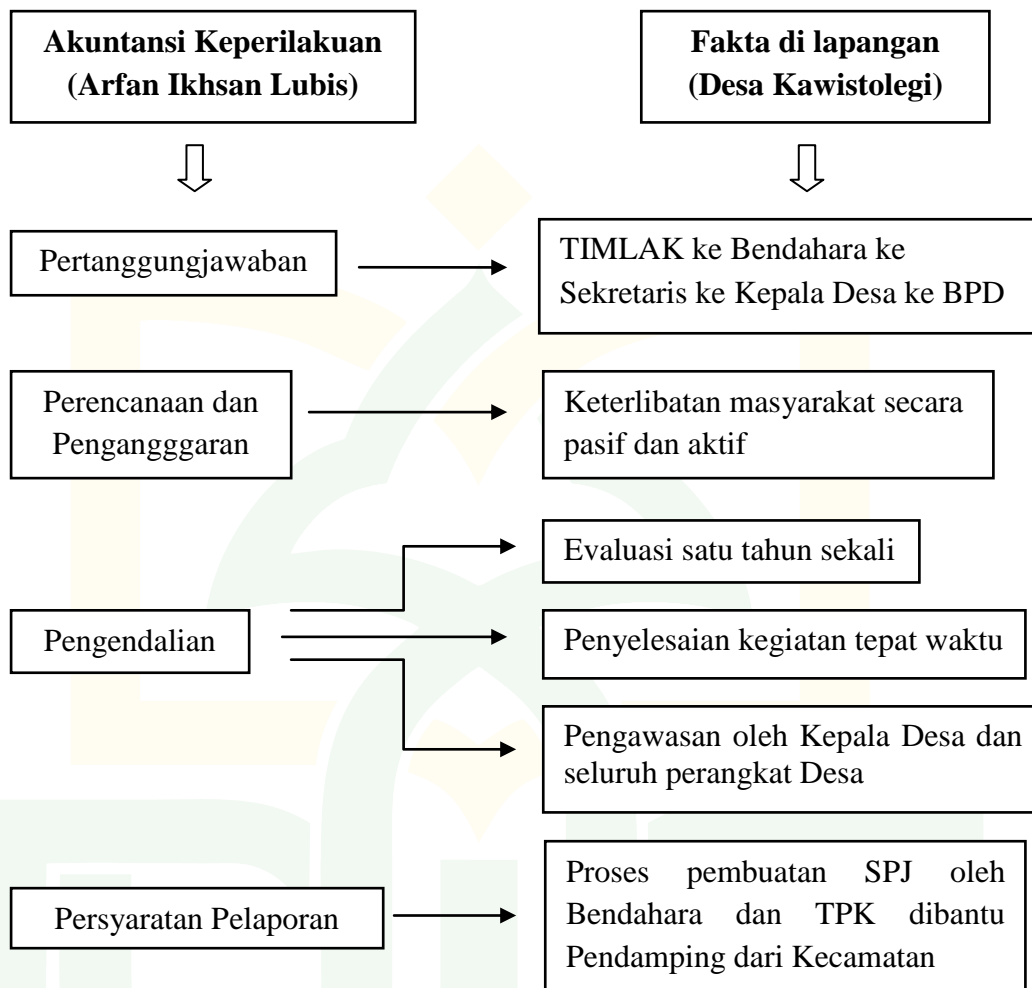 Akuntansi Keperilakuan
(Arfan Ikhsan Lubis)
Fakta di lapangan
(Desa Kawistolegi)
Pertanggungjawaban
TIMLAK ke Bendahara ke
Sekretaris ke Kepala Desa ke BPD
Perencanaan dan
Pengangggaran
Keterlibatan masyarakat secara
pasif dan aktif
Pengendalian
Evaluasi satu tahun sekali
Penyelesaian kegiatan tepat waktu
Pengawasan oleh Kepala Desa dan
seluruh perangkat Desa
Persyaratan Pelaporan
Proses pembuatan SPJ oleh
Bendahara dan TPK dibantu
Pendamping dari Kecamatan